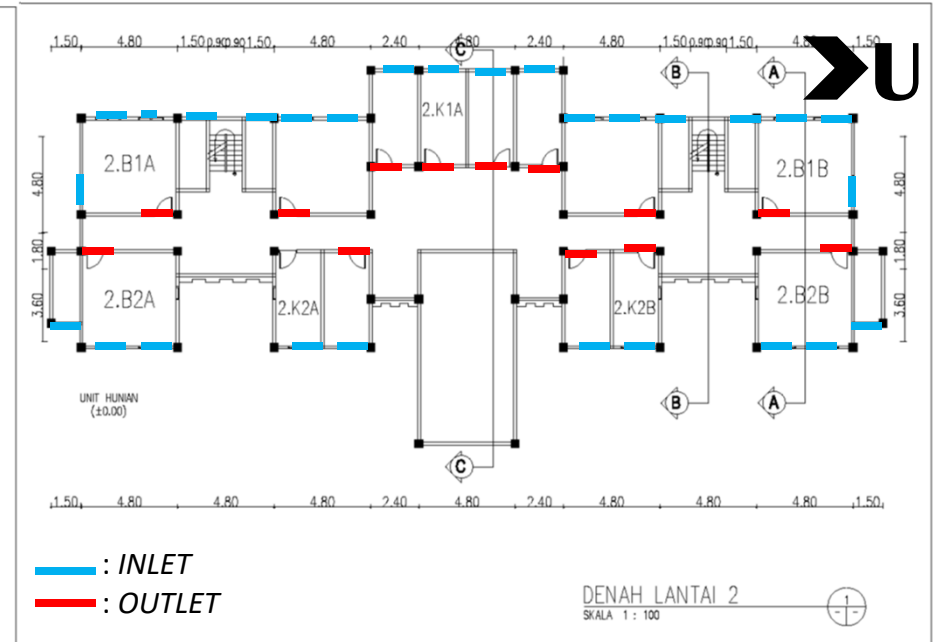 1.50 4.80 1.50 0.90 0.90 1.50 4.80 2.40 4.80 2.40 4.80 1.50 0.90 0.90 1.50 4.80 1.50
C
B A
U
2.K1A
2.B1A 2.B1B
4.80 4.80
1.80 1.80
3.60 3.60
2.B2A 2.K2A 2.K2B 2.B2B
UNIT HUNIAN
(±0.00)
B A
C
1.50 4.80 4.80 4.80 2.40 4.80 2.40 4.80 1.50 4.80 1.50 4.80 1.50
: INLET
: OUTLET
DENAH LANTAI 2
SKALA 1 : 100
1